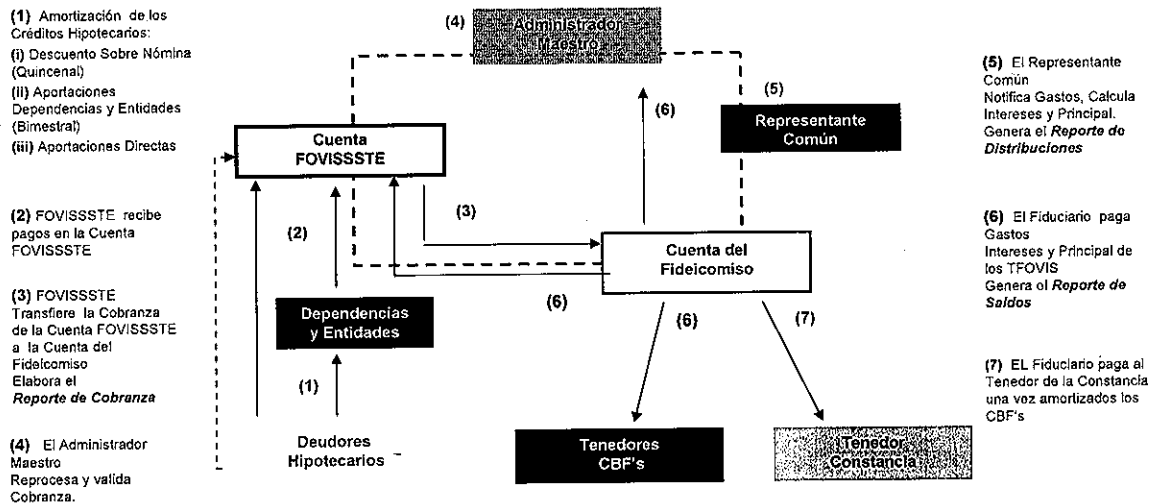 (1) Amortización de los
Créditos Hipotecarios:
(i) Descuento Sobre Nómina
(Quincenal)
(ii) Aportaciones
Dependencias y Entidades
(Bimestral)
(iii) Aportaciones Directas
(2) FOVISSSTE recibe
pagos en la Cuenta
FOVISSSTE
(3) FOVISSSTE
Transfiere la Cobranza
de la Cuenta FOVISSSTE
a la Cuenta del
Fideicomiso
Elabora el
Reporte de Cobranza
(4) El Administrador
Maestro
Reprocesa y valida
Cobranza.
(4)
Administrador
Maestro
(6)
(5)
Representante
Común
Cuenta
FOVISSSTE
(2)
(3)
Cuenta del
Fideicomiso
(6)
(6)
(7)
Dependencias
y Entidades
(1)
Deudores
Hipotecarios
Tenedores
CBF's
Tenedor
Constancia
(5) El Representante
Común
Notifica Gastos, Calcula
Intereses y Principal.
Genera el Reporte de
Distribuciones
(6) El Fiduciario paga
Gastos
Intereses y Principal de
los TFOVIS
Genera el Reporte de
Saldos
(7) EL Fiduciario paga al
Tenedor de la Constancia
una vez amortizados los
CBF's